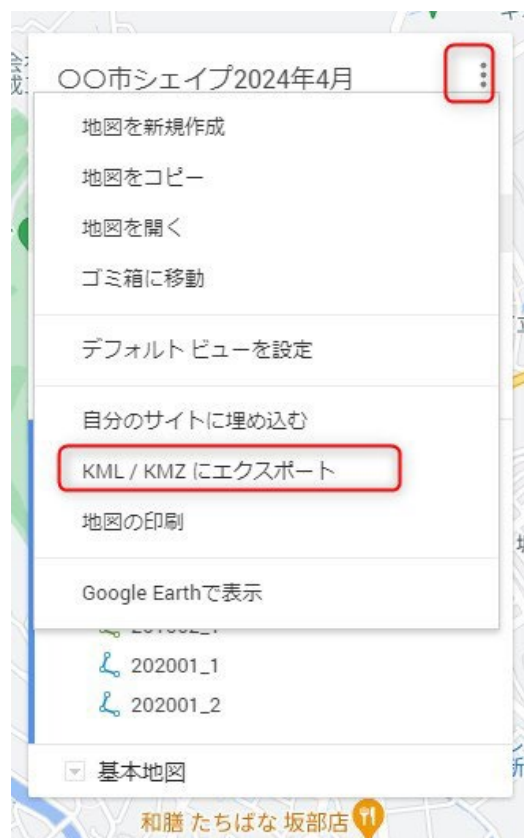 〇〇市シェイプ2024年4月
地図を新規作成
地図をコピー
地図を開く
ゴミ箱に移動
デフォルト ビューを設定
自分のサイトに埋め込む
KML / KMZ にエクスポート
地図の印刷
Google Earthで表示
202001_1
202001_2
基本地図
和膳 たちばな 坂部店